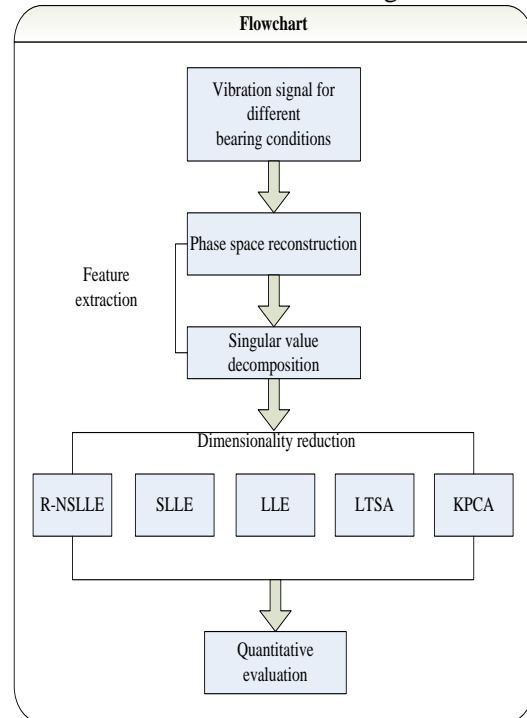 Flowchart
Vibration signal for
different
bearing conditions
Phase space reconstruction
Feature
extraction
Singular value
decomposition
Dimensionality reduction
R-NSLLE
SLLE
LLE
LTSA
KPCA
Quantitative
evaluation